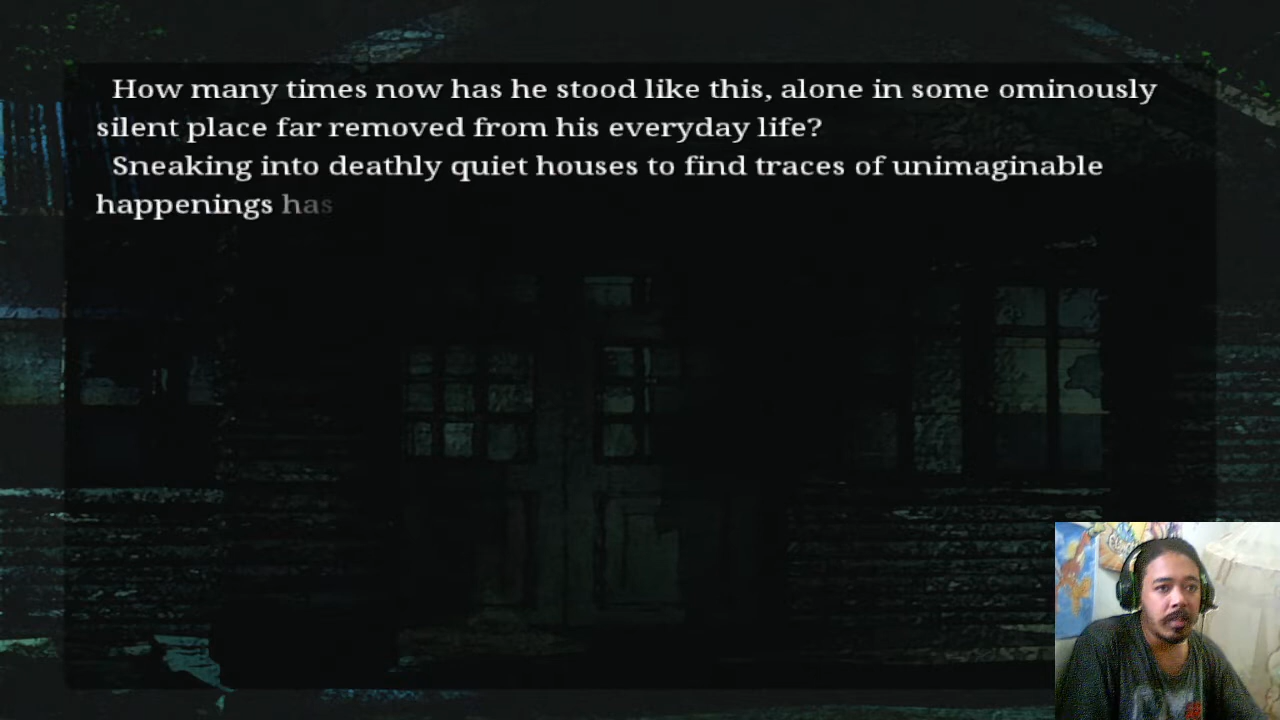 How many times now has he stood like this, alone in some ominously
silent place far removed from his everyday life?
Sneaking into deathly quiet houses to find traces of unimaginable
happenings has